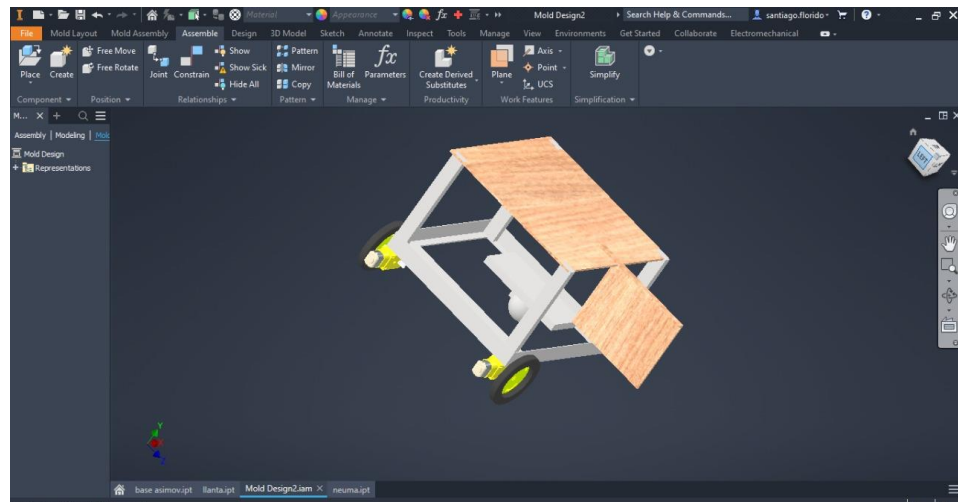 Material Appearance fx Mold Design2 Search Help & Commands... santiago.florido
File Mold Layout Mold Assembly Assemble Design 3D Model Sketch Annotate Inspect Tools Manage View Environments Get Started Collaborate Electromechanical
Free Move Show Pattern Axis
Free Rotate Show Sick Mirror fx Point
Place Create Joint Constrain Hide All Copy Bill of Materials Parameters Create Derived Substitutes Plane UCS Simplify
Component Position Relationships Pattern Manage Productivity Work Features Simplification
M...
Assembly | Modeling | Mold
Mold Design
Representations
LEFT
Y
X
Z
base asimov.ipt llanta.ipt Mold Design2.iam neuma.ipt